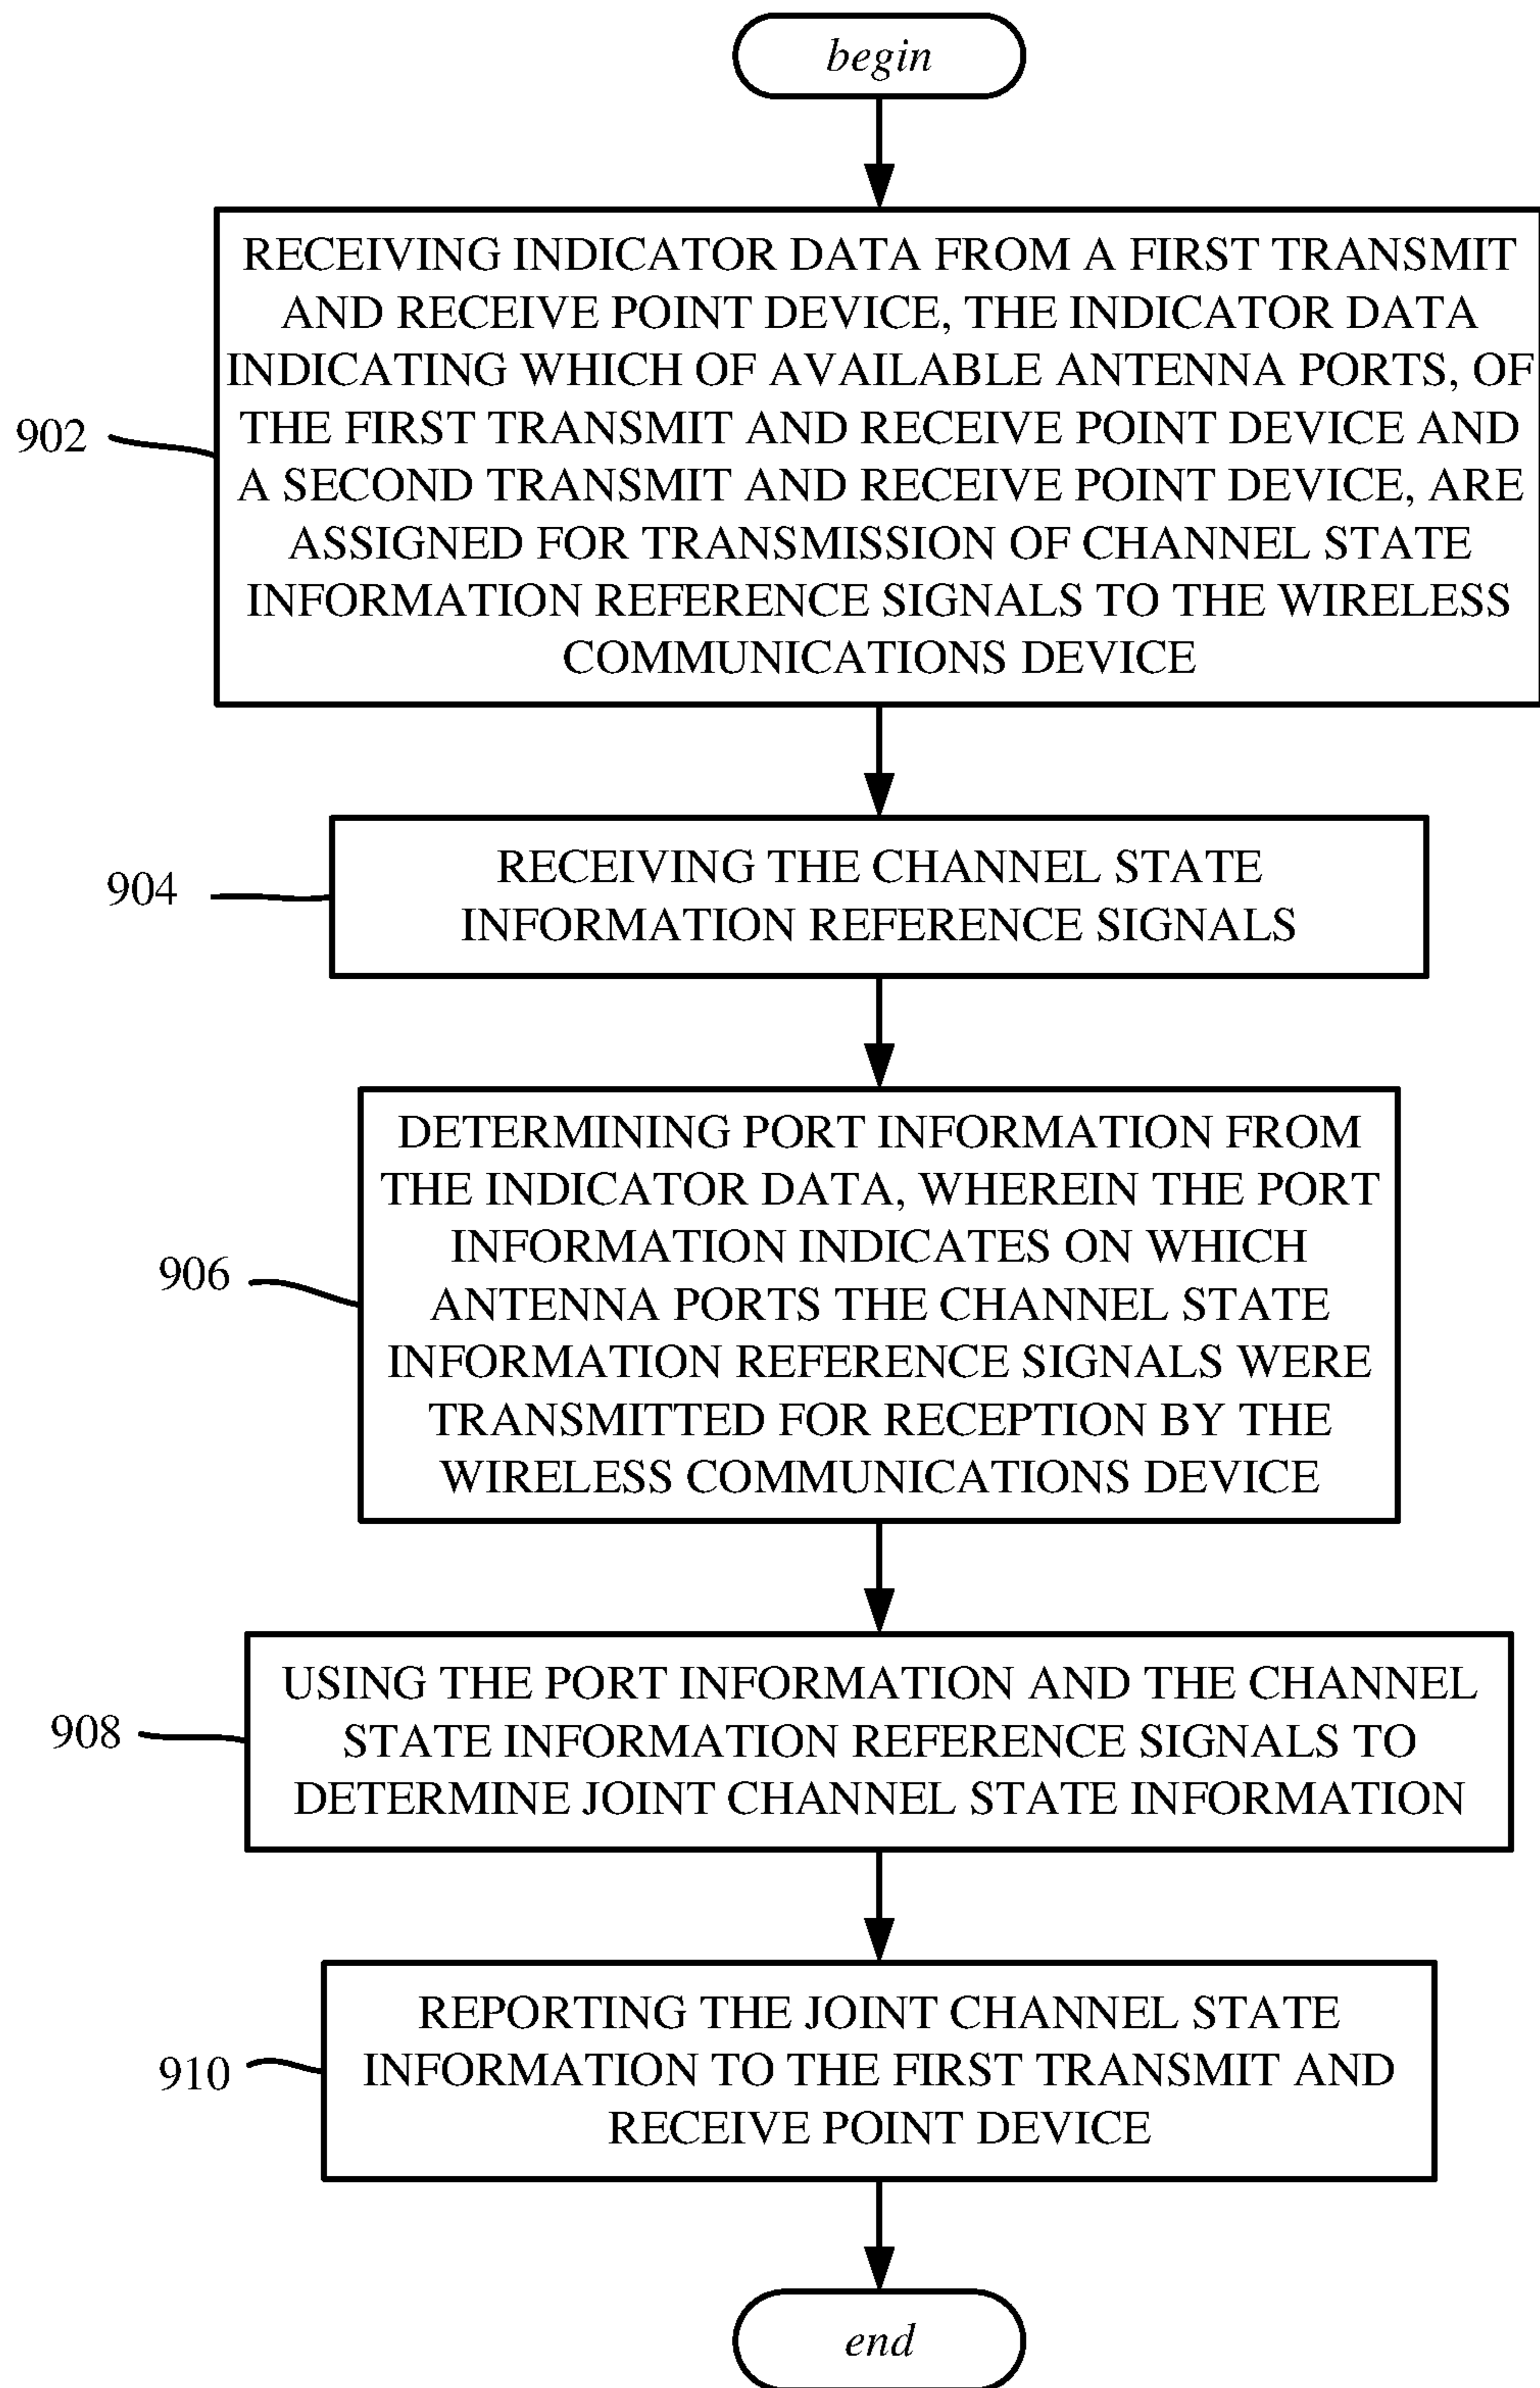 begin
RECEIVING INDICATOR DATA FROM A FIRST TRANSMIT
AND RECEIVE POINT DEVICE, THE INDICATOR DATA
INDICATING WHICH OF AVAILABLE ANTENNA PORTS, OF
THE FIRST TRANSMIT AND RECEIVE POINT DEVICE AND
A SECOND TRANSMIT AND RECEIVE POINT DEVICE, ARE
ASSIGNED FOR TRANSMISSION OF CHANNEL STATE
INFORMATION REFERENCE SIGNALS TO THE WIRELESS
COMMUNICATIONS DEVICE
902
RECEIVING THE CHANNEL STATE
INFORMATION REFERENCE SIGNALS
904
DETERMINING PORT INFORMATION FROM
THE INDICATOR DATA, WHEREIN THE PORT
INFORMATION INDICATES ON WHICH
ANTENNA PORTS THE CHANNEL STATE
INFORMATION REFERENCE SIGNALS WERE
TRANSMITTED FOR RECEPTION BY THE
WIRELESS COMMUNICATIONS DEVICE
906
USING THE PORT INFORMATION AND THE CHANNEL
STATE INFORMATION REFERENCE SIGNALS TO
DETERMINE JOINT CHANNEL STATE INFORMATION
908
REPORTING THE JOINT CHANNEL STATE
INFORMATION TO THE FIRST TRANSMIT AND
RECEIVE POINT DEVICE
910
end